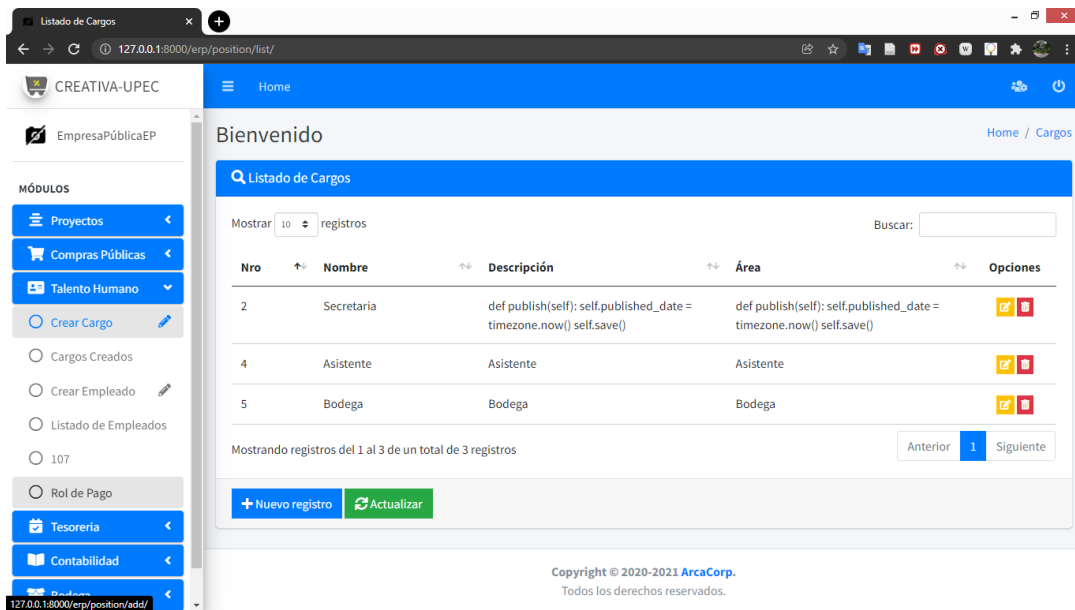 Listado de Cargos
127.0.0.1:8000/erp/position/list/
CREATIVA-UPEC
Home
EmpresaPúblicaEP
Bienvenido
Home / Cargos
MÓDULOS
Proyectos
Compras Públicas
Talento Humano
Crear Cargo
Cargos Creados
Crear Empleado
Listado de Empleados
107
Rol de Pago
Tesoreria
Contabilidad
Bodega
Listado de Cargos
Mostrar 10 registros
Buscar:
Nro Nombre Descripción Área Opciones
2 Secretaria def publish(self): self.published_date = def publish(self): self.published_date =
timezone.now() self.save() timezone.now() self.save()
4 Asistente Asistente Asistente
5 Bodega Bodega Bodega
Mostrando registros del 1 al 3 de un total de 3 registros
Anterior 1 Siguiente
Nuevo registro Actualizar
Copyright © 2020-2021 ArcaCorp.
Todos los derechos reservados.
127.0.0.1:8000/erp/position/add/